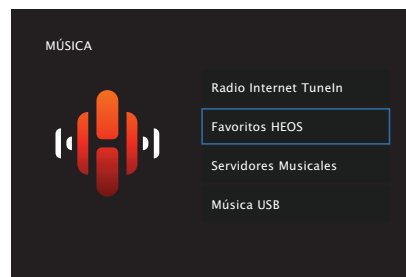 MÚSICA
Radio Internet TuneIn
Favoritos HEOS
Servidores Musicales
Música USB